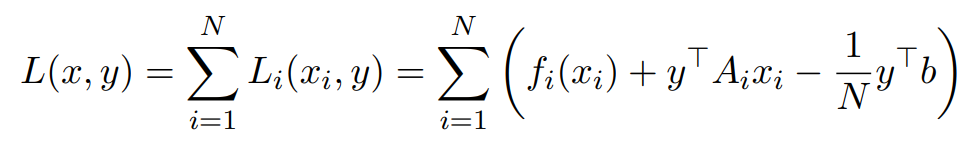 $L(x, y) = \sum_{i=1}^{N} L_i(x_i, y) = \sum_{i=1}^{N} \left( f_i(x_i) + y^\top A_i x_i - \frac{1}{N} y^\top b \right)$